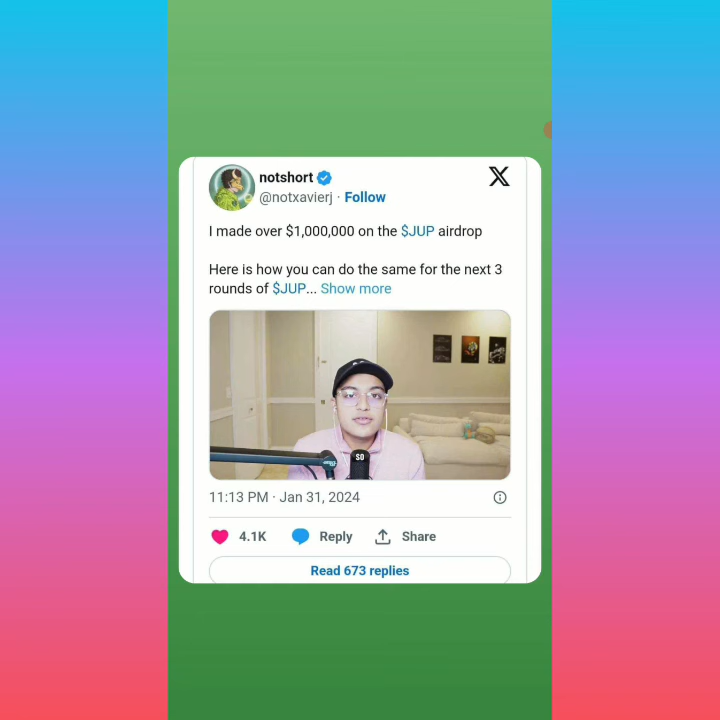 notshort
@notxavierj · Follow
I made over $1,000,000 on the $JUP airdrop
Here is how you can do the same for the next 3
rounds of $JUP... Show more
SO
11:13 PM · Jan 31, 2024
4.1K Reply Share
Read 673 replies